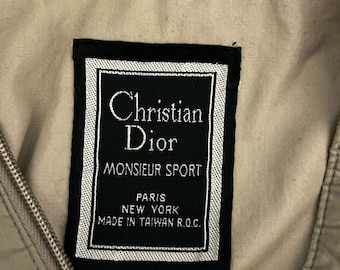 Christian
Dior
MONSIEUR SPORT
PARIS
NEW YORK
MADE IN TAIWAN R.O.C.